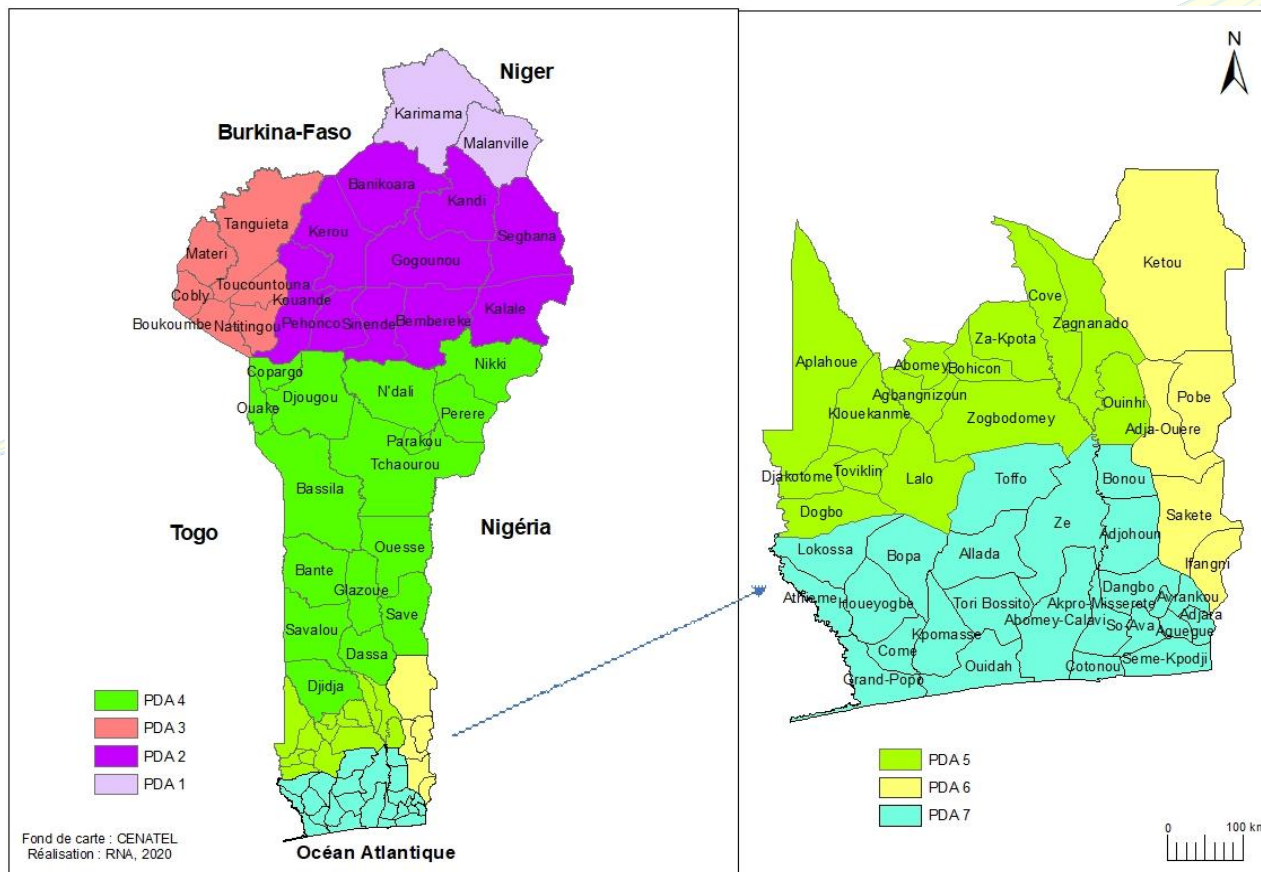 Niger
Karimama
Burkina-Faso
Malanville
Banikoara
Kandi
Tanguieta
Kerou
Segbana
Materi
Gogounou
Toucountouna
Cobly
Kouande
Kalale
Boukoumbe
Natitingou
Pehonco
Sinende
Bembereke
Nikki
Copargo
Djougou
N'dali
Ouake
Perere
Parakou
Tchaourou
Bassila
Togo
Nigéria
Ouesse
Bante
Glazoue
Save
Savalou
Dassa
Djidja
PDA 4
PDA 3
PDA 2
PDA 1
Fond de carte : CENATEL
Réalisation : RNA, 2020
Océan Atlantique
N
Ketou
Cove
Zagnanado
Za-Kpota
Aplahoue
Abomey
Bohicon
Agbangnizoun
Klouekanme
Zogbodomey
Ouinhi
Pobe
Adja-Ouere
Djakotome
Toviklin
Lalo
Toffo
Bonou
Dogbo
Ze
Sakete
Lokossa
Bopa
Allada
Adjohoun
Ifangni
Athieme
Houeyogbe
Tori Bossito
Dangbo
Akpro-Misserete
Avrankou
Adjara
Abomey-Calavi
So-Ava
Aguegue
Kpomasse
Come
Ouidah
Cotonou
Seme-Kpodji
Grand-Popo
PDA 5
PDA 6
PDA 7
0 100 km